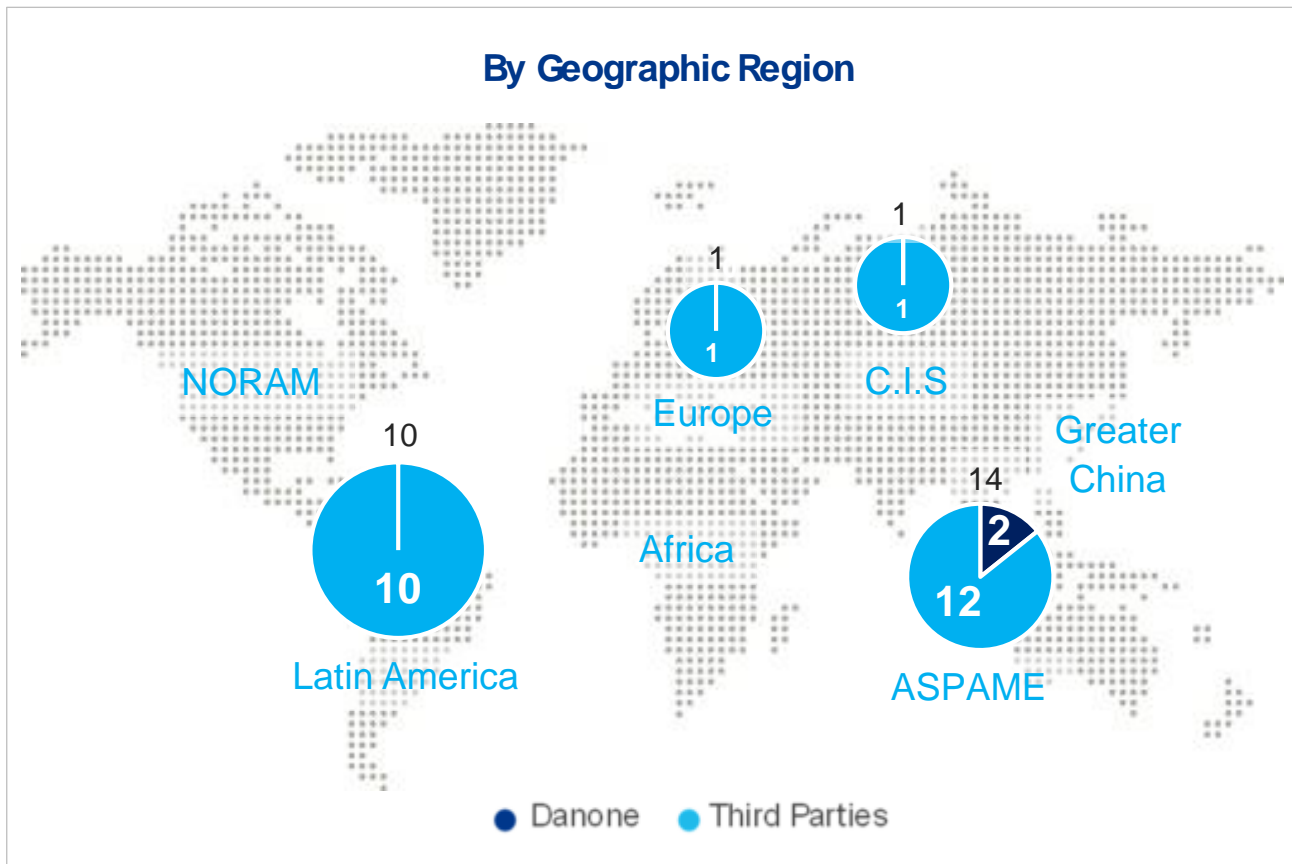 By Geographic Region
1
1
1
1
NORAM
C.I.S
Europe
Greater
China
10
10
14
2
12
Africa
Latin America
ASPAME
Danone
Third Parties